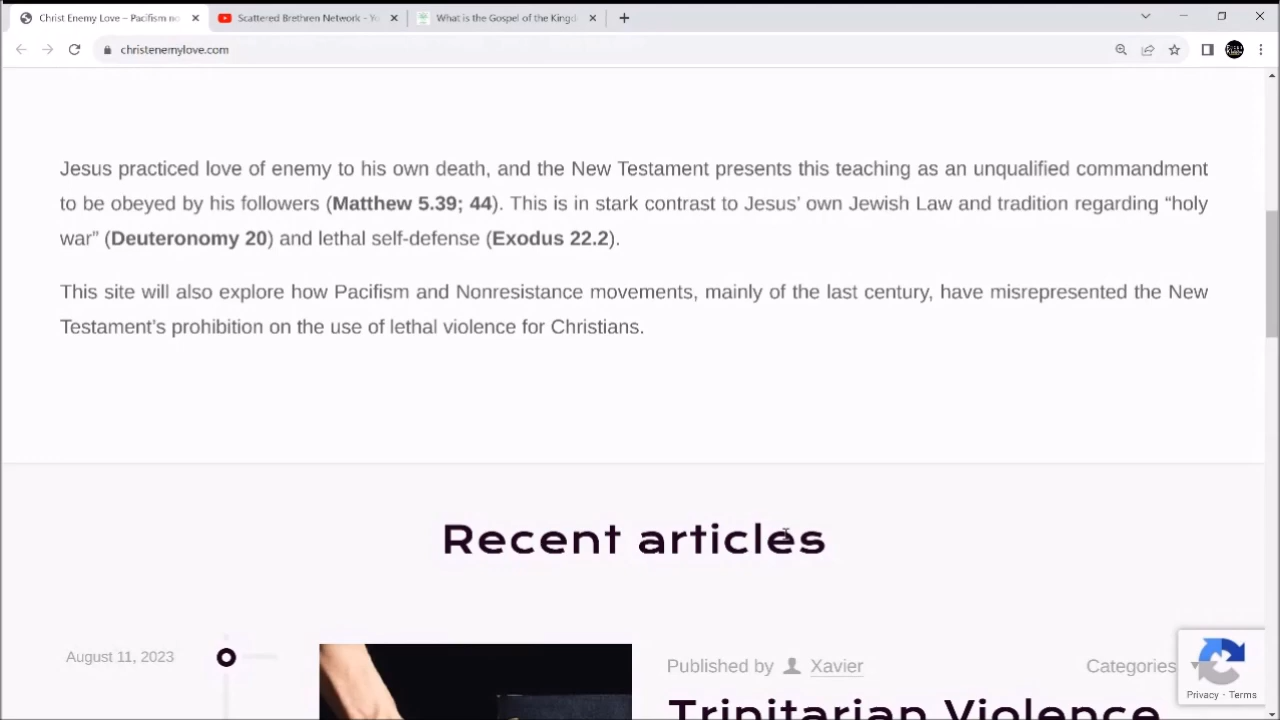 Christ Enemy Love – Pacifism no
Scattered Brethren Network - Yo
What is the Gospel of the Kingd
christenemylove.com
Jesus practiced love of enemy to his own death, and the New Testament presents this teaching as an unqualified commandment
to be obeyed by his followers (Matthew 5.39; 44). This is in stark contrast to Jesus’ own Jewish Law and tradition regarding “holy
war” (Deuteronomy 20) and lethal self-defense (Exodus 22.2).
This site will also explore how Pacifism and Nonresistance movements, mainly of the last century, have misrepresented the New
Testament’s prohibition on the use of lethal violence for Christians.
Recent articles
August 11, 2023
Published by Xavier
Categories
Trinitarian Violence
Privacy - Terms